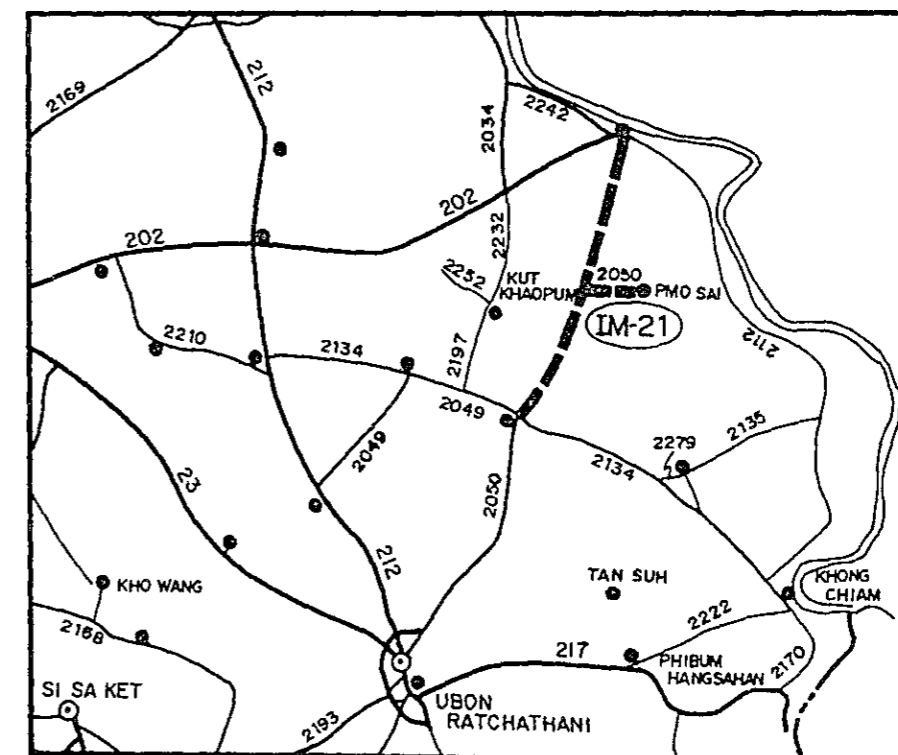 2169
212
2034
2242
202
202
2232
2252
KUT
KHAOPUM
2050
PMO SAI
IM-21
2112
2210
2134
2197
2049
2049
2279
2135
2134
2050
23
212
KHO WANG
TAN SUH
KHONG
CHIAM
2168
2222
217
PHIBUM
HANGSAHAN
2170
SI SA KET
UBON
RATCHATHANI
2193